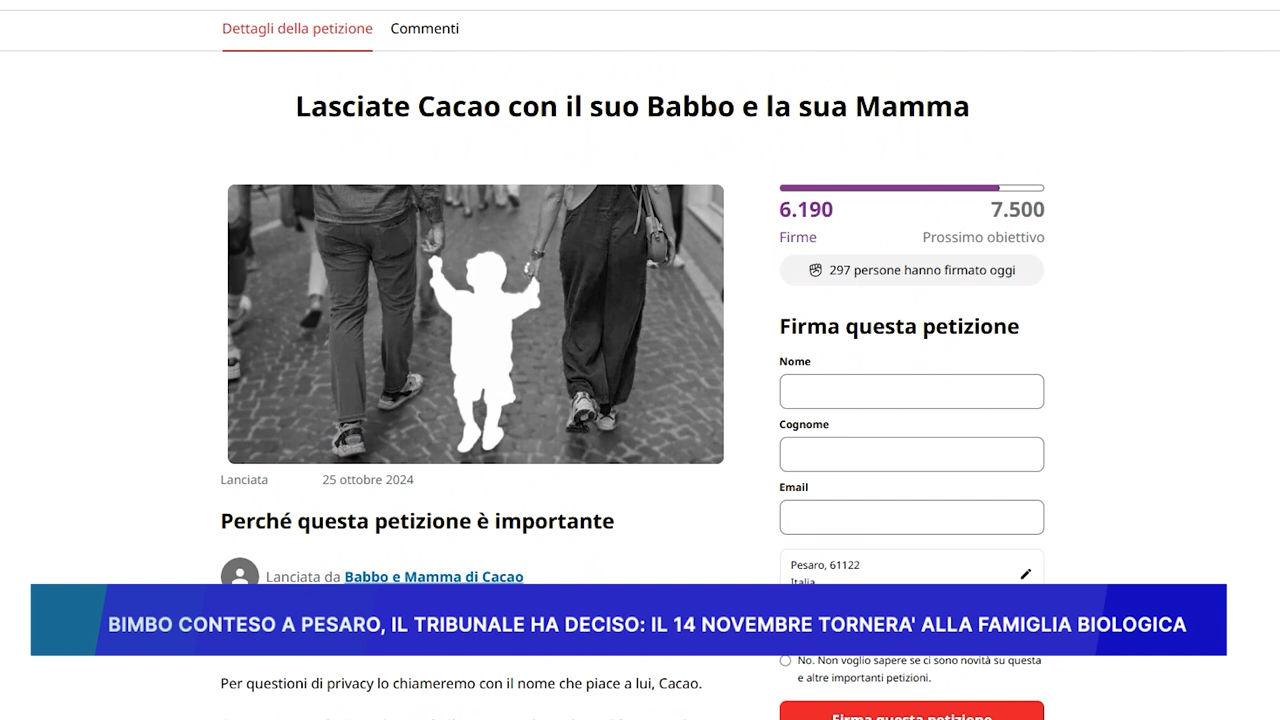 Dettagli della petizione
Commenti
Lasciate Cacao con il suo Babbo e la sua Mamma
6.190
7.500
Firme
Prossimo obiettivo
297 persone hanno firmato oggi
Firma questa petizione
Nome
Cognome
Email
Lanciata
25 ottobre 2024
Perché questa petizione è importante
Lanciata da Babbo e Mamma di Cacao
Pesaro, 61122
Italia
BIMBO CONTESO A PESARO, IL TRIBUNALE HA DECISO: IL 14 NOVEMBRE TORNERA' ALLA FAMIGLIA BIOLOGICA
No. Non voglio sapere se ci sono novità su questa
e altre importanti petizioni.
Per questioni di privacy lo chiameremo con il nome che piace a lui, Cacao.
Firma questa petizione